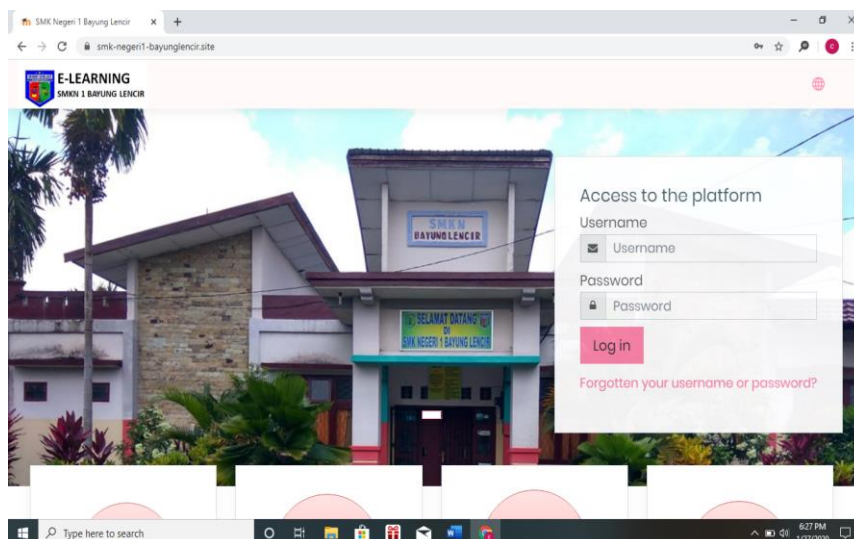 SMK Negeri 1 Bayung Lencir
smk-negeri1-bayunglencir.site
E-LEARNING
SMKN 1 BAYUNG LENCIR
SMKN
BAYUNG LENCIR
SELAMAT DATANG
DI
SMK NEGERI 1 BAYUNG LENCIR
Access to the platform
Username
Username
Password
Password
Log in
Forgotten your username or password?
Type here to search
6:27 PM